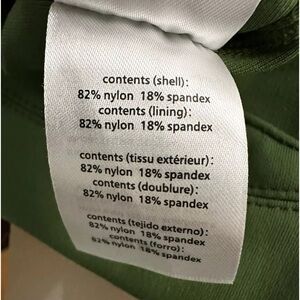 contents (shell):
82% nylon 18% spandex
contents (lining):
82% nylon 18% spandex
contents (tissu extérieur):
82% nylon 18% spandex
contents (doublure):
82% nylon 18% spandex
contents (tejido externo):
82% nylon 18% spandex
contents (forro):
82% nylon 18% spandex